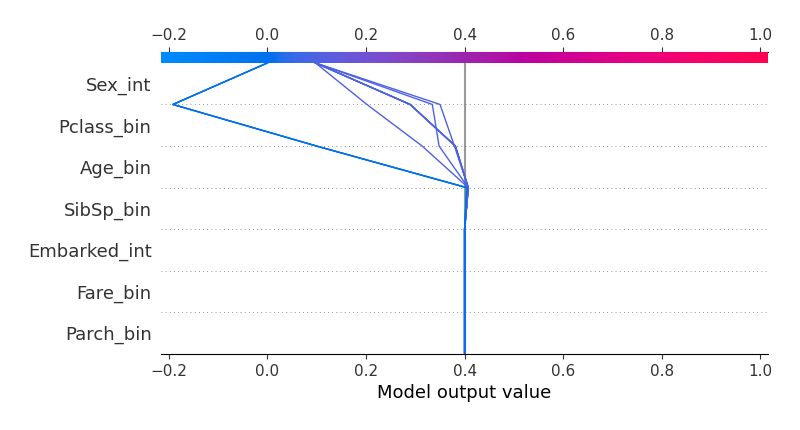 −0.2 0.0 0.2 0.4 0.6 0.8 1.0
Sex_int
Pclass_bin
Age_bin
SibSp_bin
Embarked_int
Fare_bin
Parch_bin
−0.2 0.0 0.2 0.4 0.6 0.8 1.0
Model output value